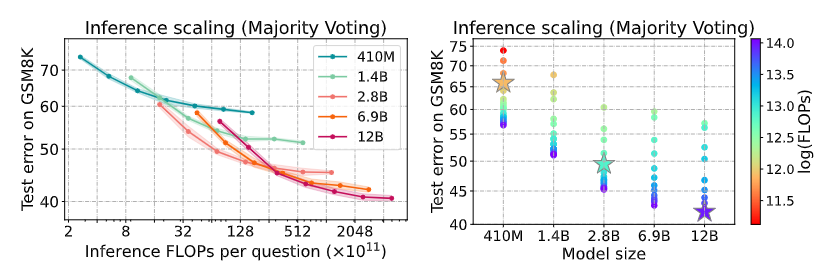 Inference scaling (Majority Voting)
Test error on GSM8K
70
60
50
40
410M
1.4B
2.8B
6.9B
12B
2 8 32 128 512 2048
Inference FLOPs per question (×10¹¹)
Inference scaling (Majority Voting)
Test error on GSM8K
75
70
65
60
55
50
45
40
410M 1.4B 2.8B 6.9B 12B
Model size
14.0
13.5
13.0
12.5
12.0
11.5
log(FLOPs)